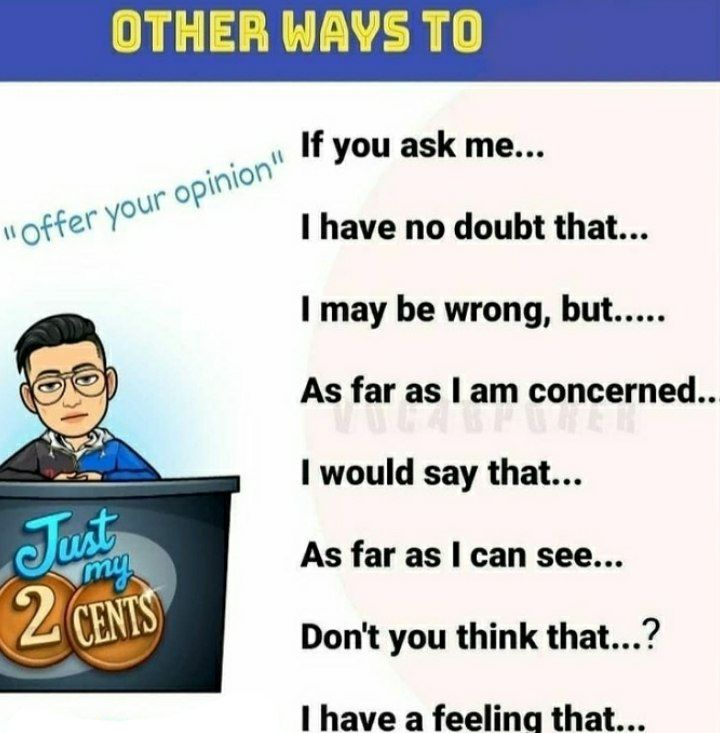 OTHER WAYS TO
"offer your opinion"
If you ask me...
I have no doubt that...
I may be wrong, but.....
As far as I am concerned...
VOCABPURER
I would say that...
As far as I can see...
Don't you think that...?
I have a feeling that...
Just
my
2 CENTS